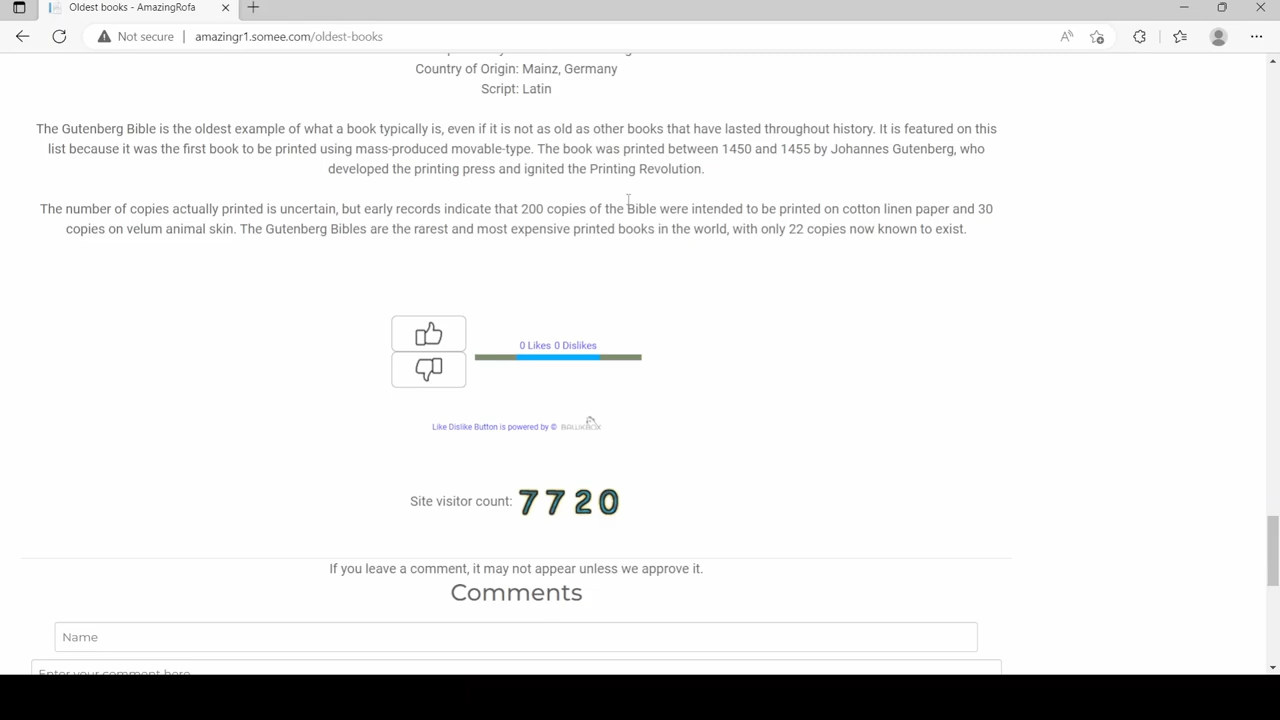 Oldest books - AmazingRofa
Not secure
amazingr1.somee.com/oldest-books
Country of Origin: Mainz, Germany
Script: Latin
The Gutenberg Bible is the oldest example of what a book typically is, even if it is not as old as other books that have lasted throughout history. It is featured on this
list because it was the first book to be printed using mass-produced movable-type. The book was printed between 1450 and 1455 by Johannes Gutenberg, who
developed the printing press and ignited the Printing Revolution.
The number of copies actually printed is uncertain, but early records indicate that 200 copies of the Bible were intended to be printed on cotton linen paper and 30
copies on velum animal skin. The Gutenberg Bibles are the rarest and most expensive printed books in the world, with only 22 copies now known to exist.
0 Likes 0 Dislikes
Like Dislike Button is powered by ©
Site visitor count: 7720
If you leave a comment, it may not appear unless we approve it.
Comments
Name
Enter your comment here